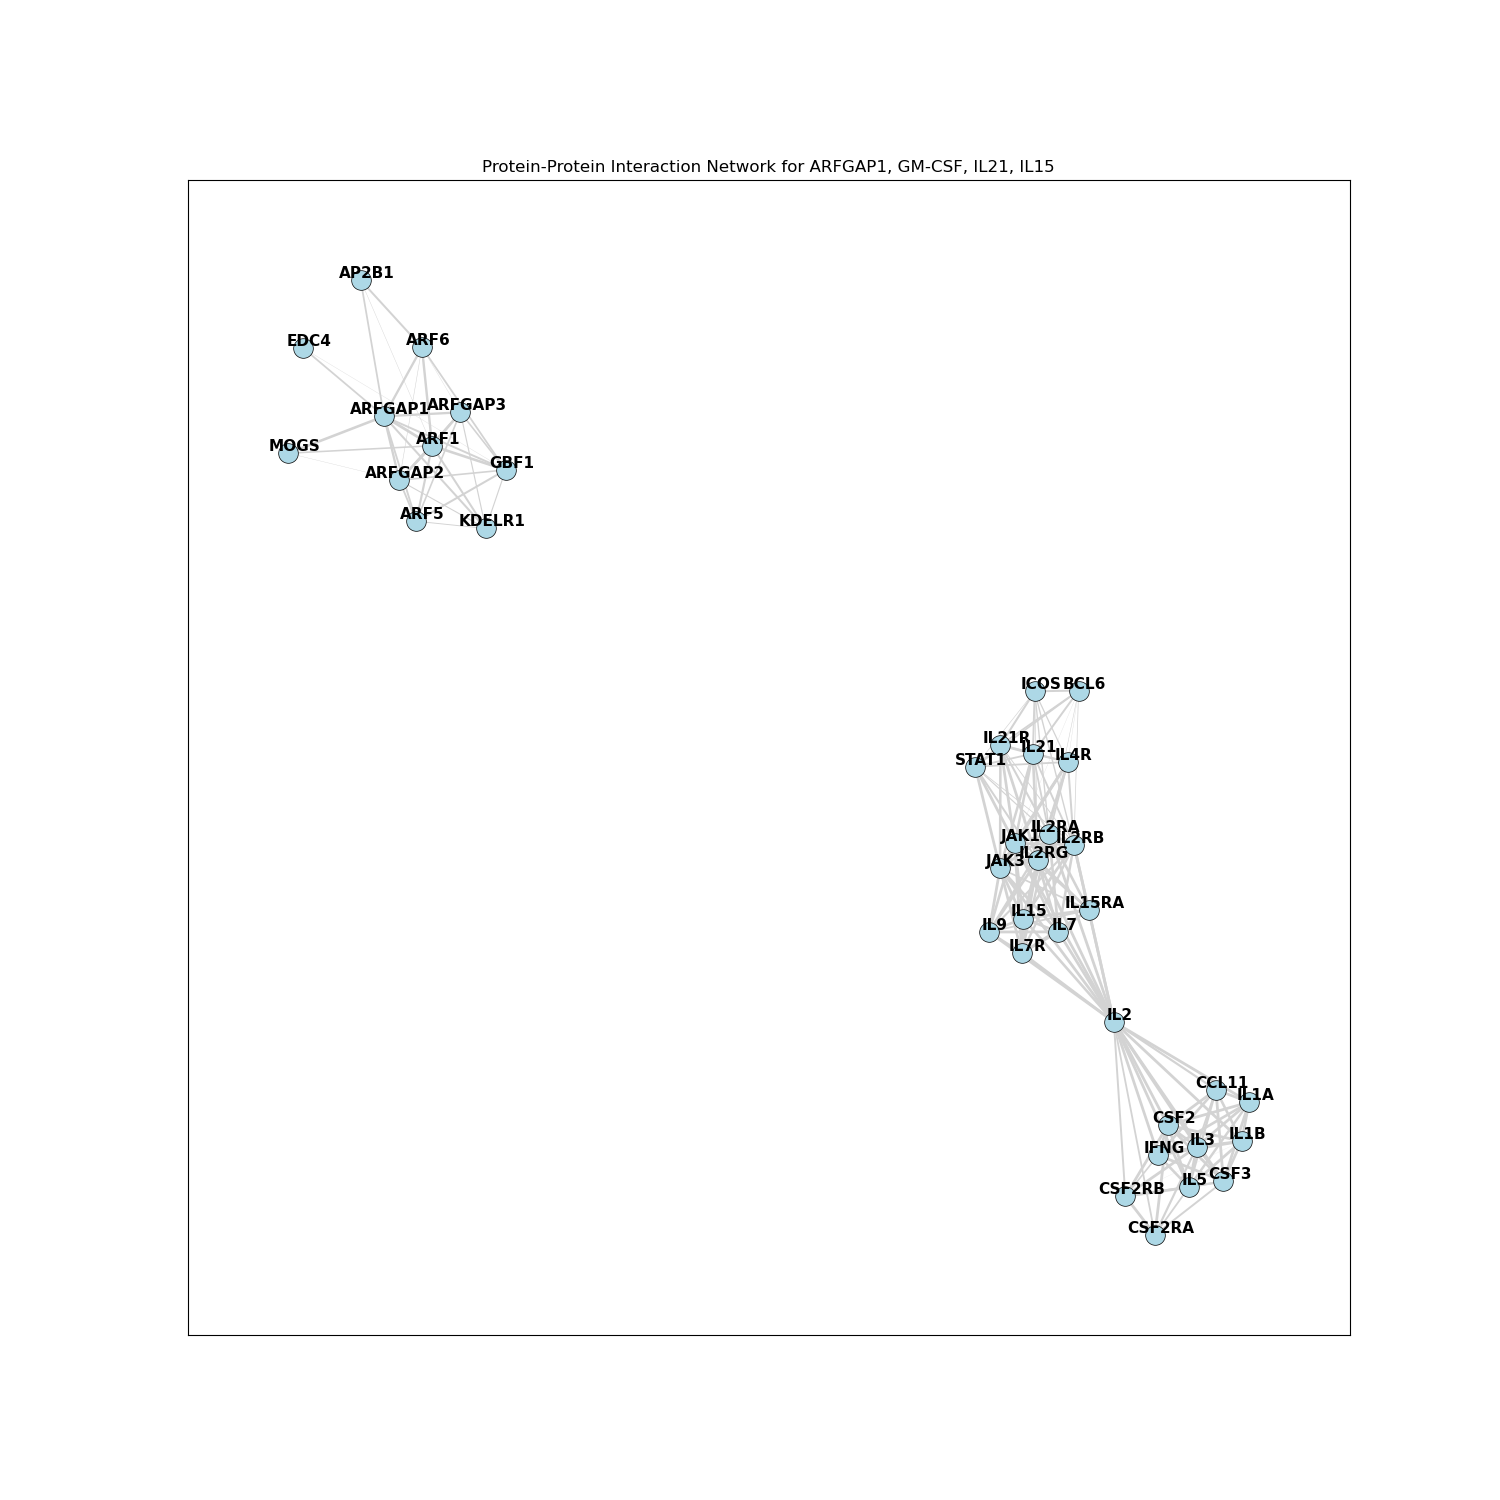 Protein-Protein Interaction Network for ARFGAP1, GM-CSF, IL21, IL15
AP2B1
EDC4
ARF6
ARFGAP1
ARFGAP3
MOGS
ARF1
GBF1
ARFGAP2
ARF5
KDELR1
ICOS
BCL6
IL21R
IL21
IL4R
STAT1
IL2RA
JAK1
IL2RB
IL2RG
JAK3
IL15RA
IL15
IL9
IL7
IL7R
IL2
CCL11
IL1A
CSF2
IL1B
IL3
IFNG
CSF3
IL5
CSF2RB
CSF2RA